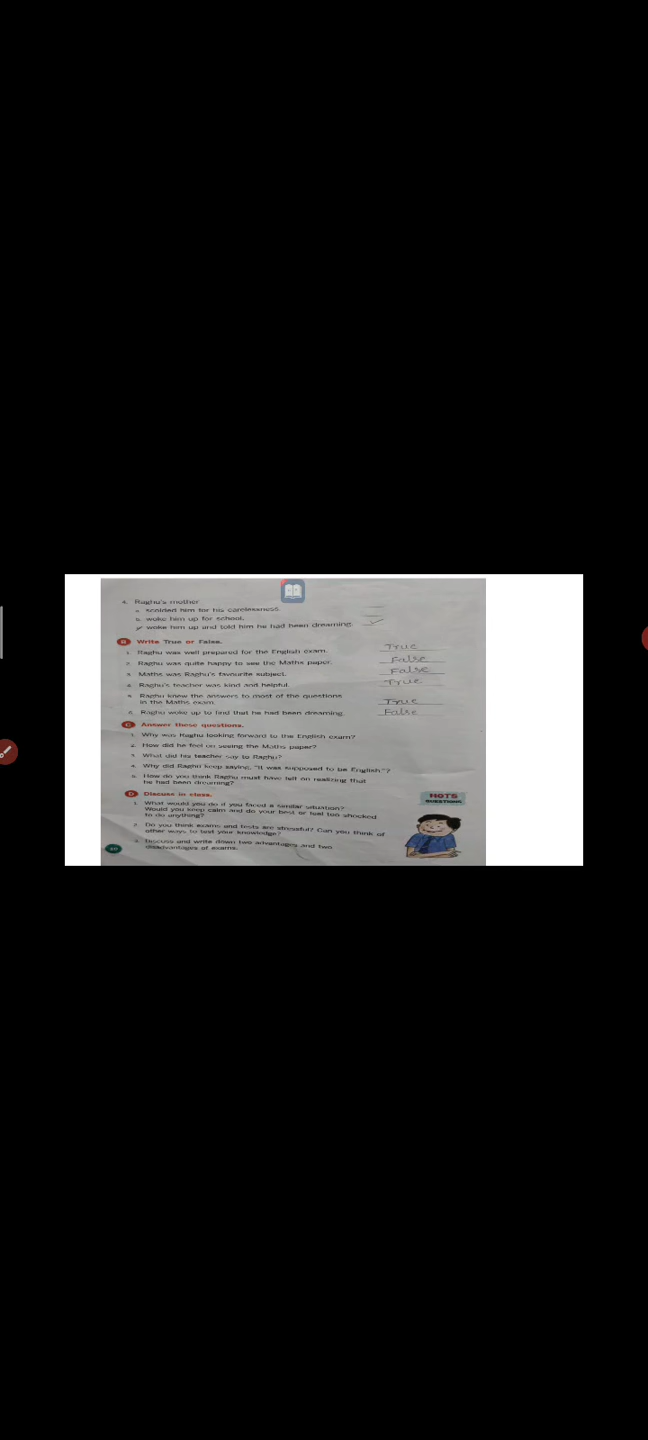 4. Raghu's mother
a. scolded him for his carelessness.
b. woke him up for school.
✓ woke him up and told him he had been dreaming. ✓
B Write True or False.
1. Raghu was well prepared for the English exam. True
2. Raghu was quite happy to see the Maths paper. False
3. Maths was Raghu's favourite subject. False
4. Raghu's teacher was kind and helpful. True
5. Raghu knew the answers to most of the questions
in the Maths exam. True
6. Raghu woke up to find that he had been dreaming. False
C Answer these questions.
1. Why was Raghu looking forward to the English exam?
2. How did he feel on seeing the Maths paper?
3. What did his teacher say to Raghu?
4. Why did Raghu keep saying, "It was supposed to be English"?
5. How do you think Raghu must have felt on realizing that
he had been dreaming?
D Discuss in class.
HOTS
QUESTIONS
1. What would you do if you faced a similar situation?
Would you keep calm and do your best or feel too shocked
to do anything?
2. Do you think exams and tests are stressful? Can you think of
other ways to test your knowledge?
3. Discuss and write down two advantages and two
disadvantages of exams.